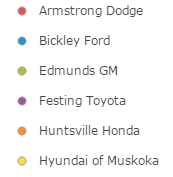 Armstrong Dodge
Bickley Ford
Edmunds GM
Festing Toyota
Huntsville Honda
Hyundai of Muskoka